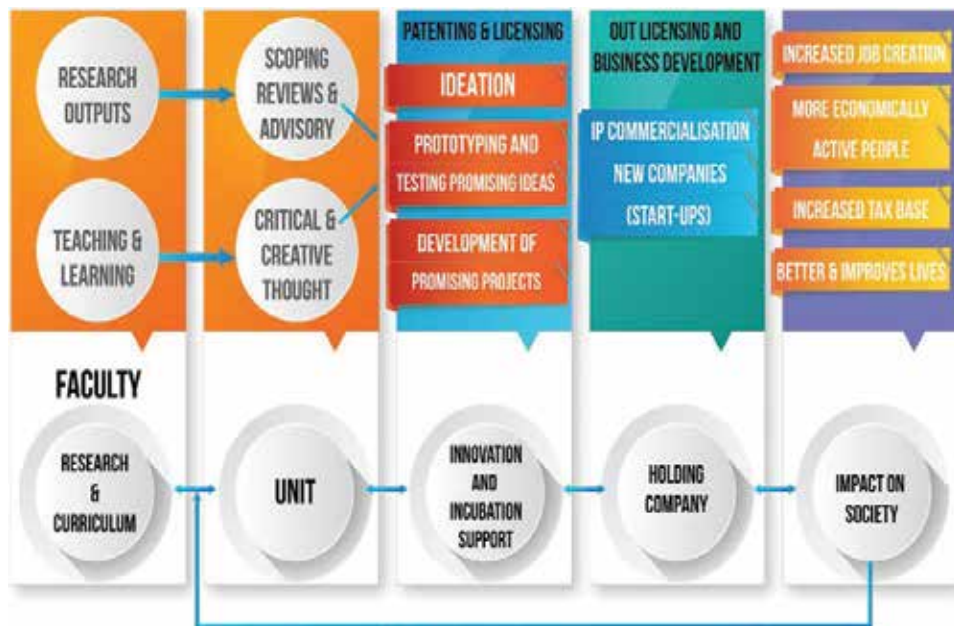 RESEARCH
OUTPUTS
TEACHING &
LEARNING
SCOPING
REVIEWS &
ADVISORY
CRITICAL &
CREATIVE
THOUGHT
PATENTING & LICENSING
IDEATION
PROTOTYPING AND
TESTING PROMISING IDEAS
DEVELOPMENT OF
PROMISING PROJECTS
OUT LICENSING AND
BUSINESS DEVELOPMENT
IP COMMERCIALISATION
NEW COMPANIES
(START-UPS)
INCREASED JOB CREATION
MORE ECONOMICALLY
ACTIVE PEOPLE
INCREASED TAX BASE
BETTER & IMPROVES LIVES
FACULTY
RESEARCH
&
CURRICULUM
UNIT
INNOVATION
AND
INCUBATION
SUPPORT
HOLDING
COMPANY
IMPACT ON
SOCIETY